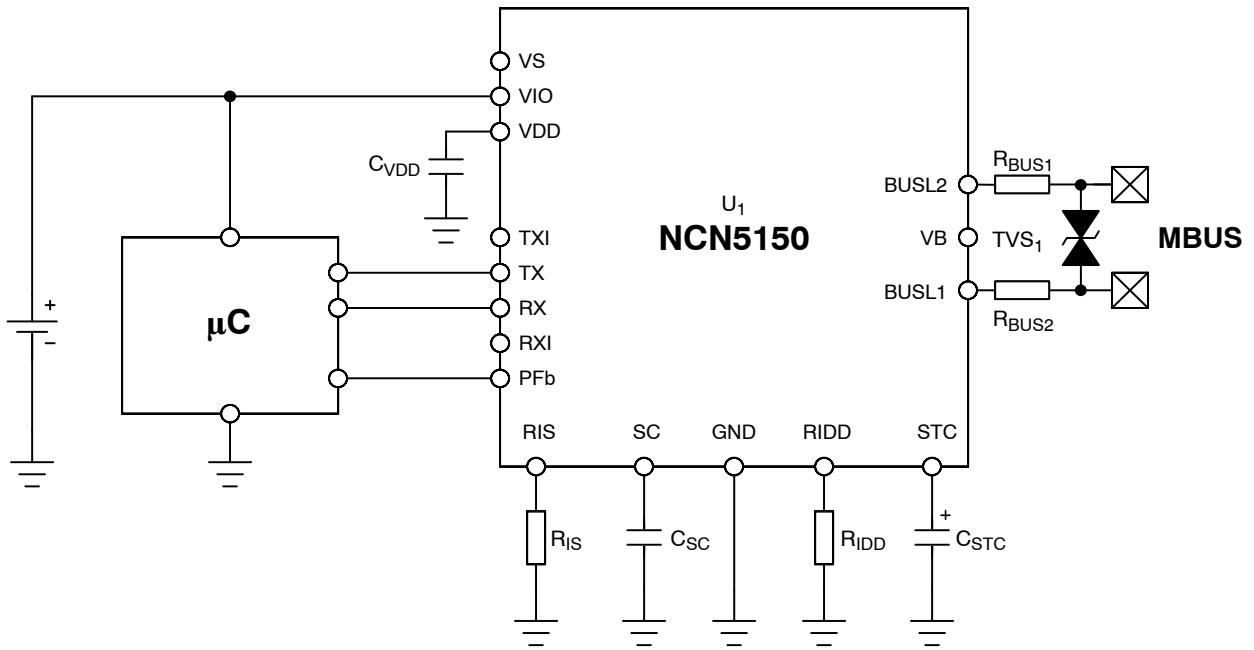 VS
VIO
VDD
CVDD
BUSL2
RBUS1
U1
NCN5150
TXI
VB
TVS1
MBUS
TX
BUSL1
RX
RBUS2
+
−
μC
RXI
PFb
RIS
SC
GND
RIDD
STC
+
RIS
CSC
RIDD
CSTC